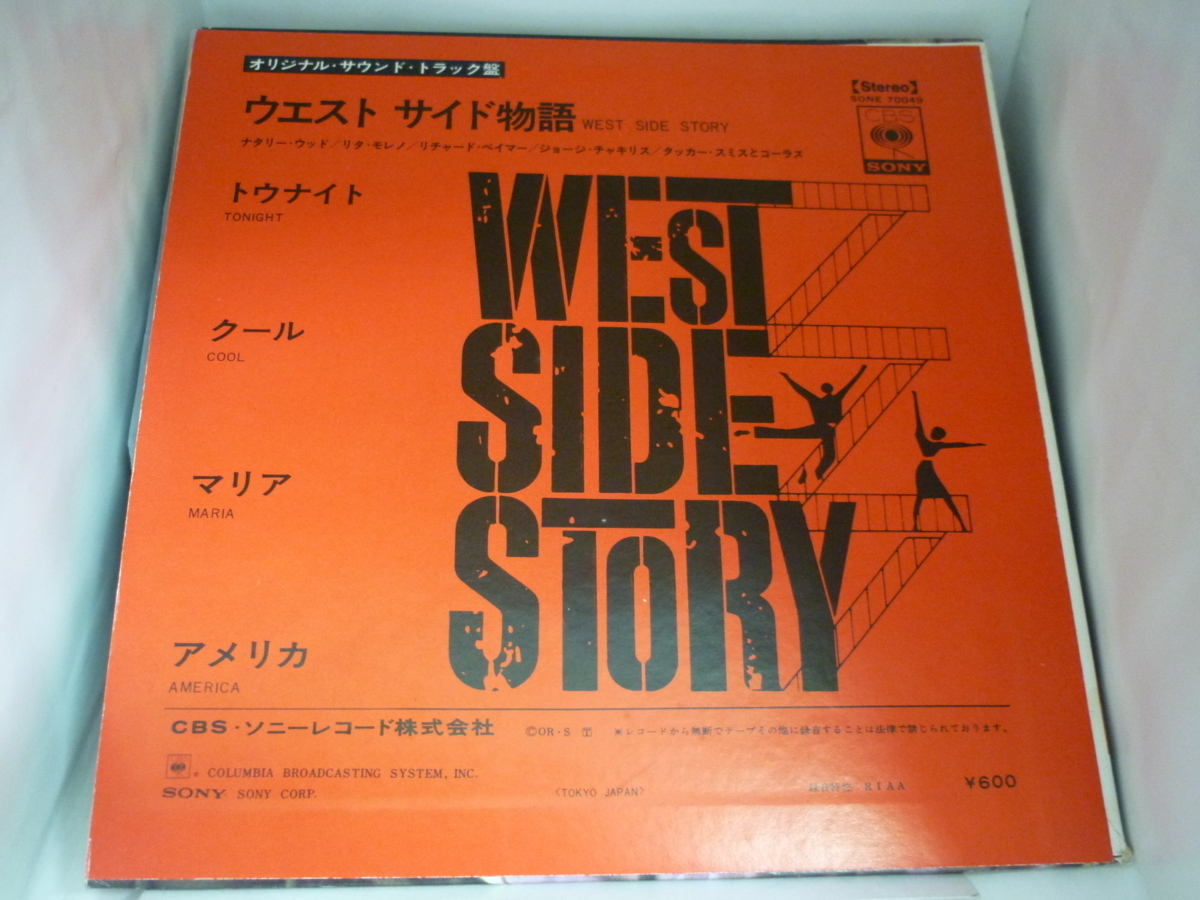 オリジナル・サウンド・トラック盤
【Stereo】
SONE 70049
CBS
SONY
ウエスト サイド物語 WEST SIDE STORY
ナタリー・ウッド/リタ・モレノ/リチャード・ベイマー/ジョージ・チャキリス/タッカー・スミスとコーラス
トウナイト
TONIGHT
クール
COOL
マリア
MARIA
アメリカ
AMERICA
WEST
SIDE
STORY
CBS・ソニーレコード株式会社 ©OR・S Ⓣ ※レコードから無断でテープその他に録音することは法律で禁じられております。
® COLUMBIA BROADCASTING SYSTEM, INC.
SONY SONY CORP. 〈TOKYO JAPAN〉 録音特性 RIAA ¥600